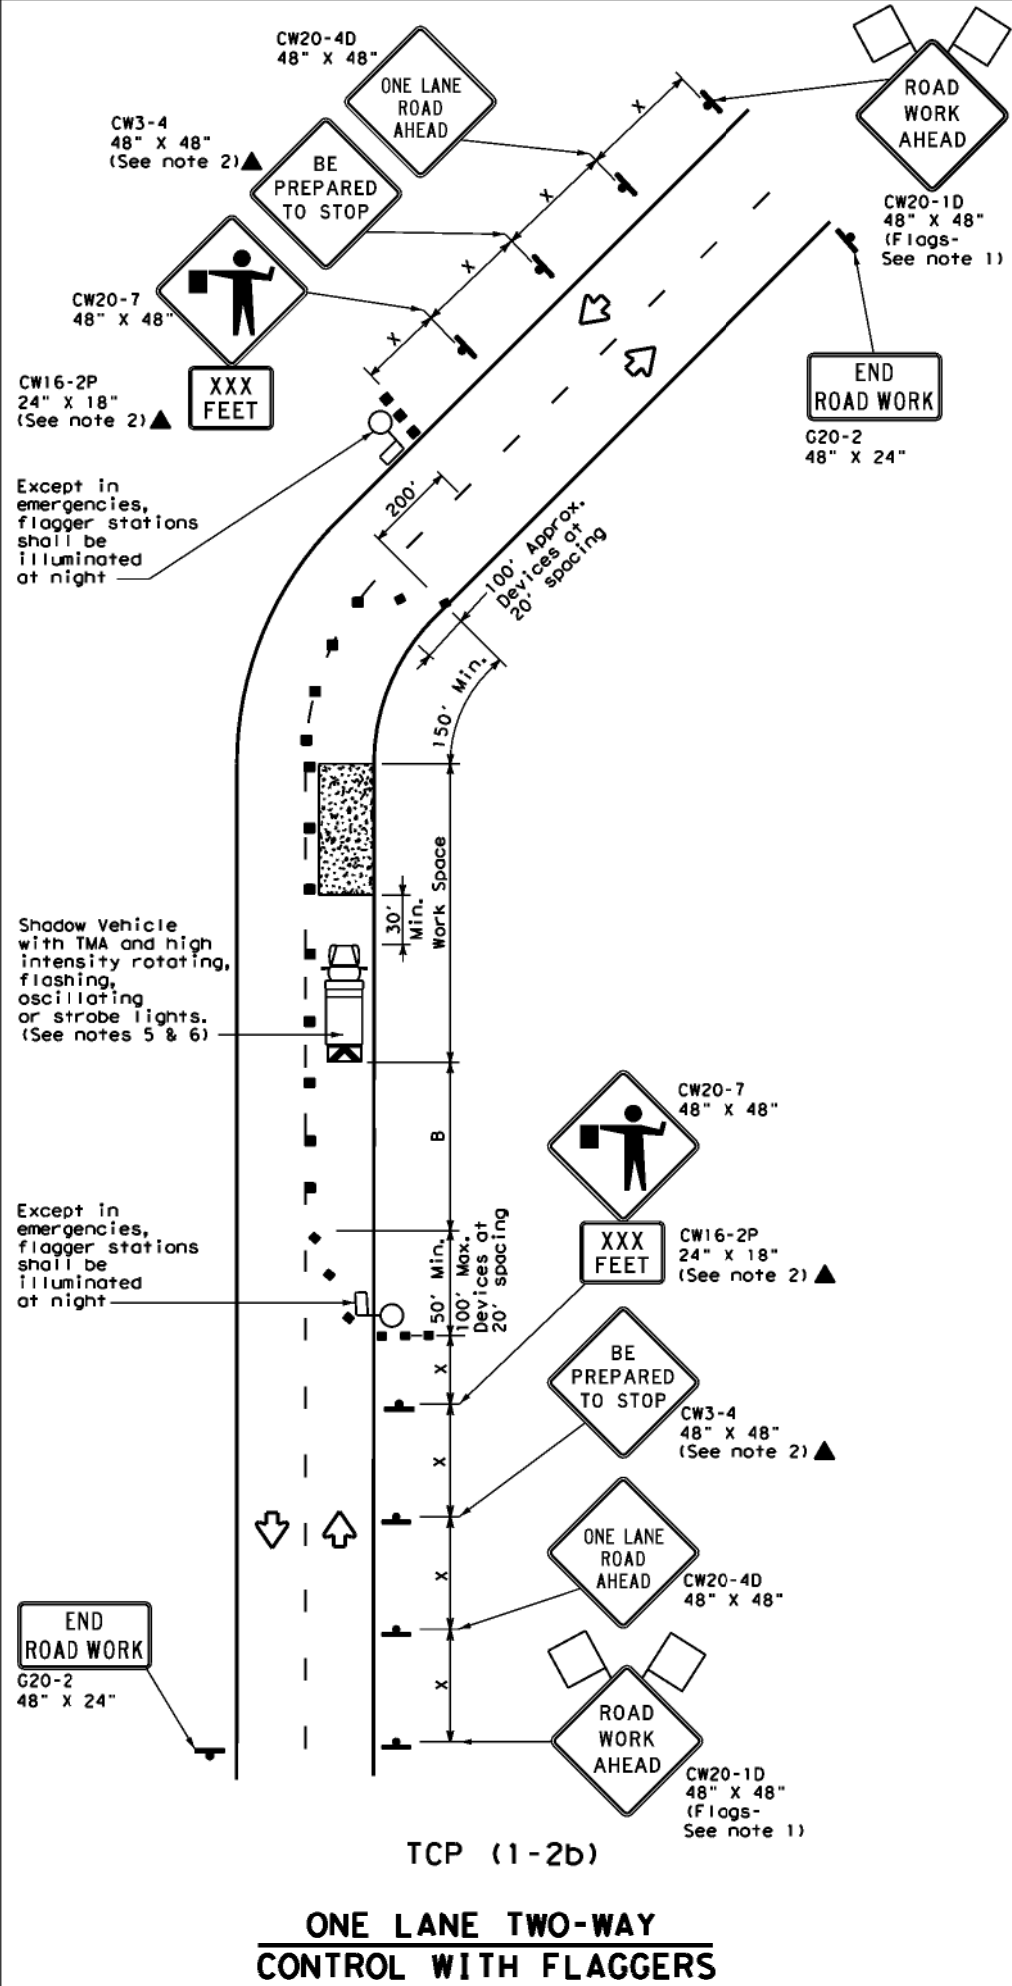 CW20-4D
48" X 48"
ONE LANE
ROAD
AHEAD
ROAD
WORK
AHEAD
CW20-1D
48" X 48"
(Flags-
See note 1)
CW3-4
48" X 48"
(See note 2)
BE
PREPARED
TO STOP
X
X
X
X
CW20-7
48" X 48"
CW16-2P
24" X 18"
(See note 2)
XXX
FEET
END
ROAD WORK
G20-2
48" X 24"
Except in
emergencies,
flagger stations
shall be
illuminated
at night
200'
100' Approx.
Devices at
20' spacing
150' Min.
Work Space
30'
Min.
Shadow Vehicle
with TMA and high
intensity rotating,
flashing,
oscillating
or strobe lights.
(See notes 5 & 6)
B
CW20-7
48" X 48"
XXX
FEET
CW16-2P
24" X 18"
(See note 2)
Except in
emergencies,
flagger stations
shall be
illuminated
at night
50' Min.
100' Max.
Devices at
20' spacing
X
X
X
X
BE
PREPARED
TO STOP
CW3-4
48" X 48"
(See note 2)
ONE LANE
ROAD
AHEAD
CW20-4D
48" X 48"
END
ROAD WORK
G20-2
48" X 24"
ROAD
WORK
AHEAD
CW20-1D
48" X 48"
(Flags-
See note 1)
TCP (1-2b)
ONE LANE TWO-WAY
CONTROL WITH FLAGGERS